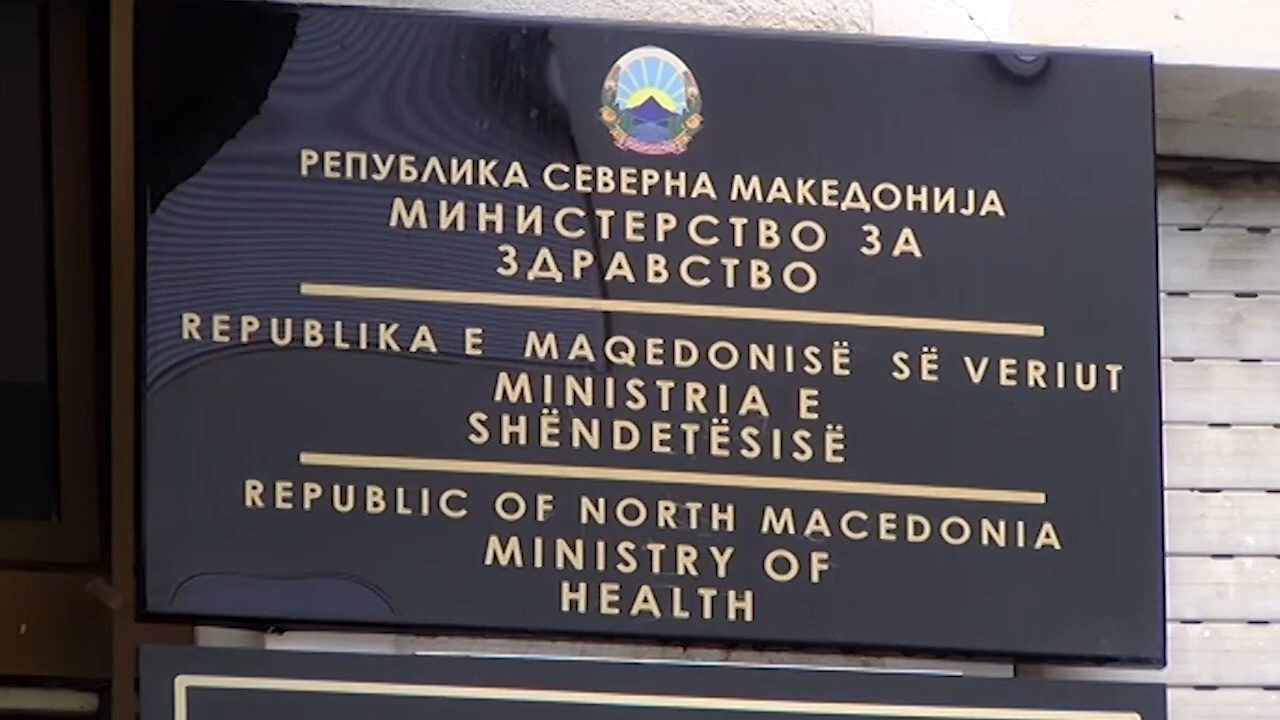 РЕПУБЛИКА СЕВЕРНА МАКЕДОНИЈА
МИНИСТЕРСТВО ЗА
ЗДРАВСТВО
REPUBLIKA E MAQEDONISË SË VERIUT
MINISTRIA E
SHËNDETËSISË
REPUBLIC OF NORTH MACEDONIA
MINISTRY OF
HEALTH